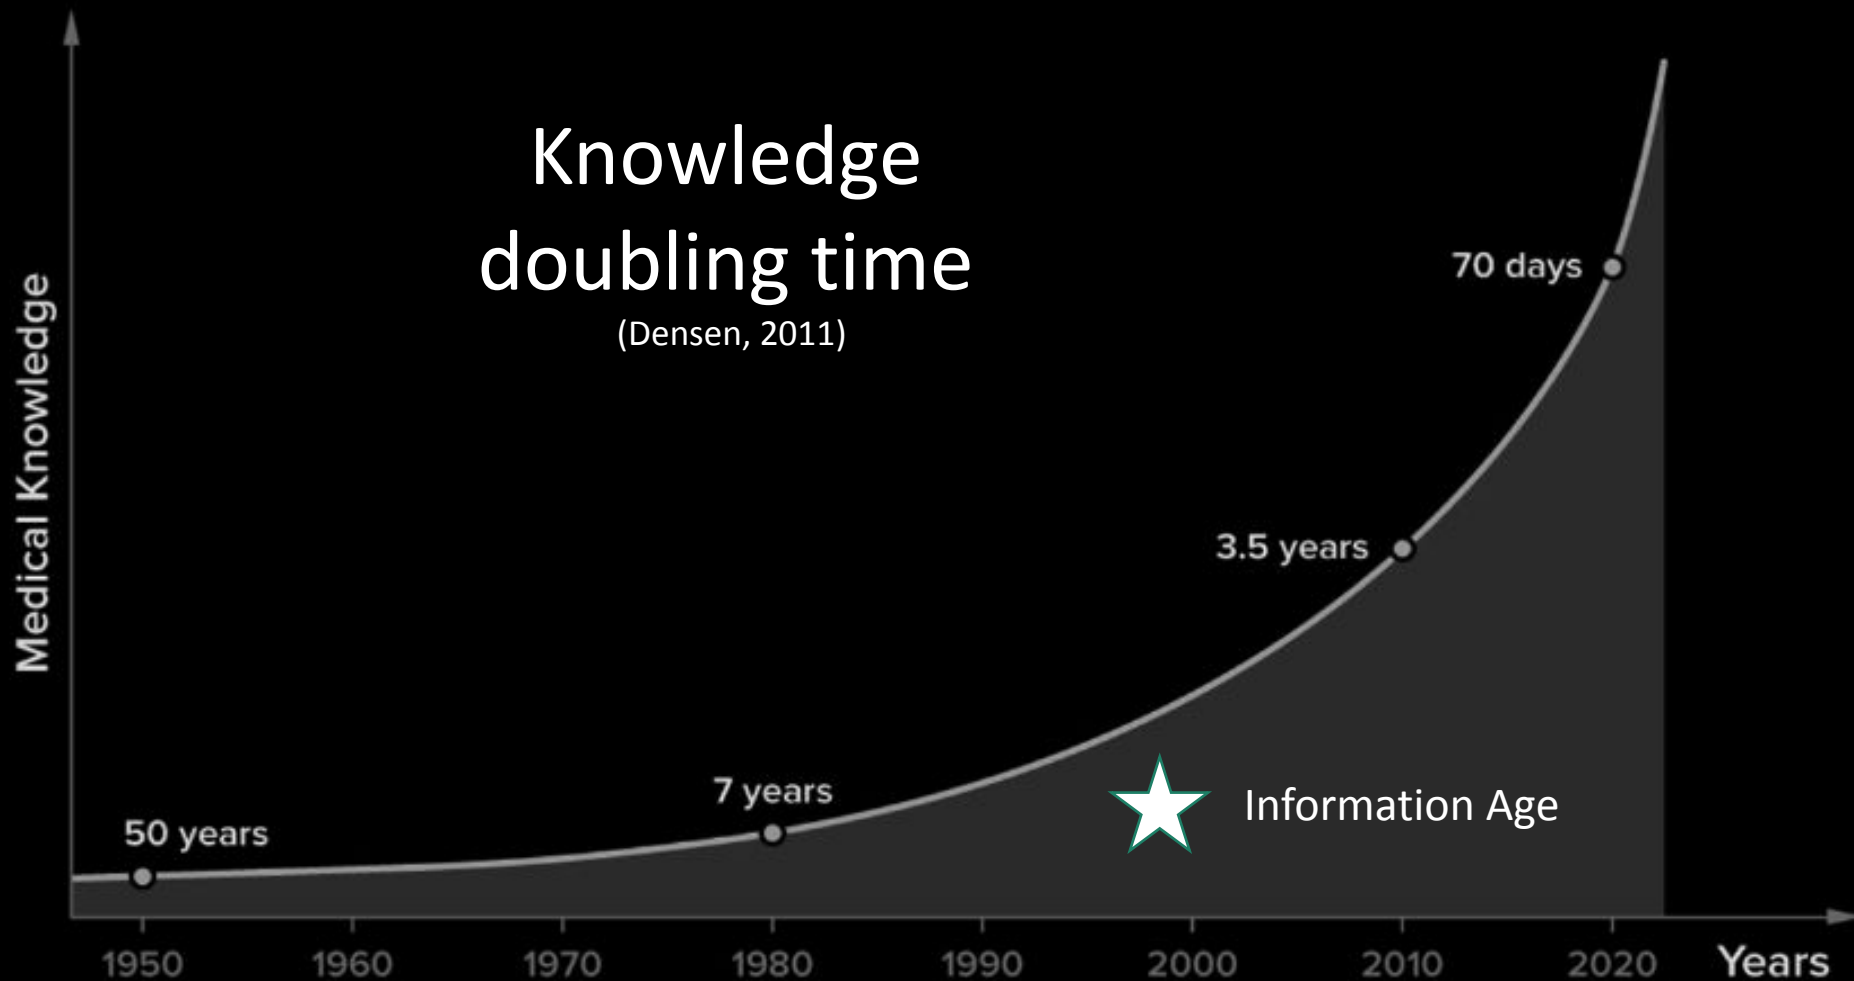 Knowledge
doubling time
(Densen, 2011)
Medical Knowledge
70 days
3.5 years
7 years
50 years
Information Age
1950 1960 1970 1980 1990 2000 2010 2020 Years